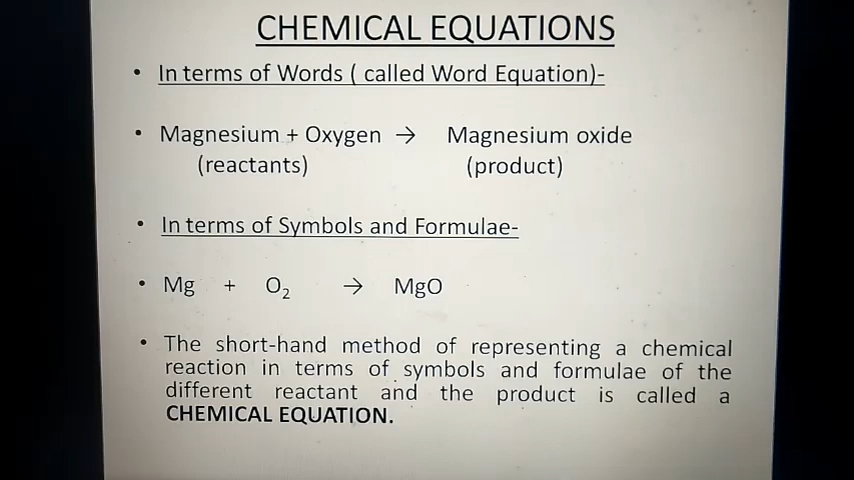 CHEMICAL EQUATIONS
• In terms of Words ( called Word Equation)-
• Magnesium + Oxygen → Magnesium oxide
(reactants) (product)
• In terms of Symbols and Formulae-
• Mg + O₂ → MgO
• The short-hand method of representing a chemical
reaction in terms of symbols and formulae of the
different reactant and the product is called a
CHEMICAL EQUATION.